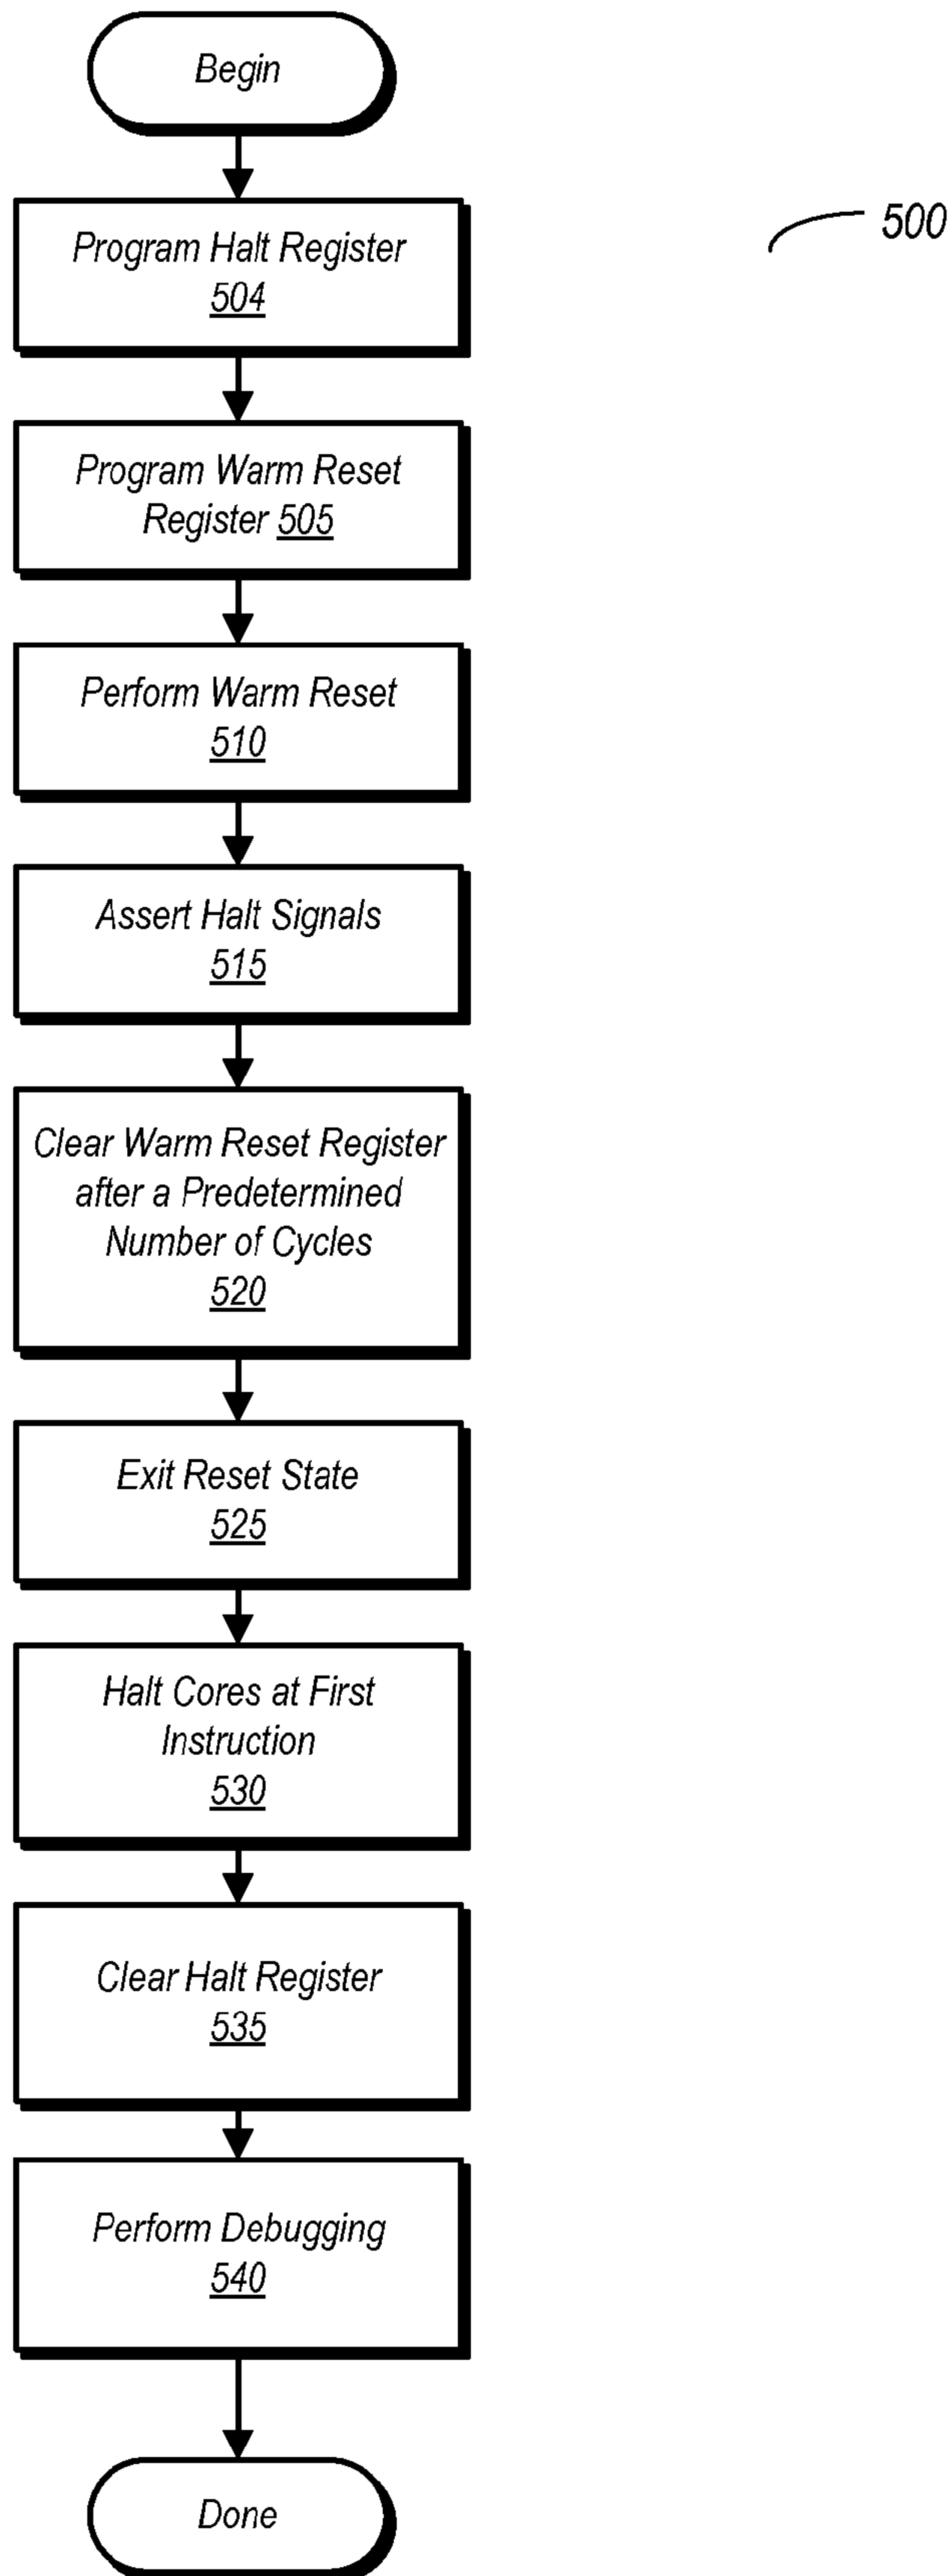 Begin
500
Program Halt Register
504
Program Warm Reset
Register 505
Perform Warm Reset
510
Assert Halt Signals
515
Clear Warm Reset Register
after a Predetermined
Number of Cycles
520
Exit Reset State
525
Halt Cores at First
Instruction
530
Clear Halt Register
535
Perform Debugging
540
Done